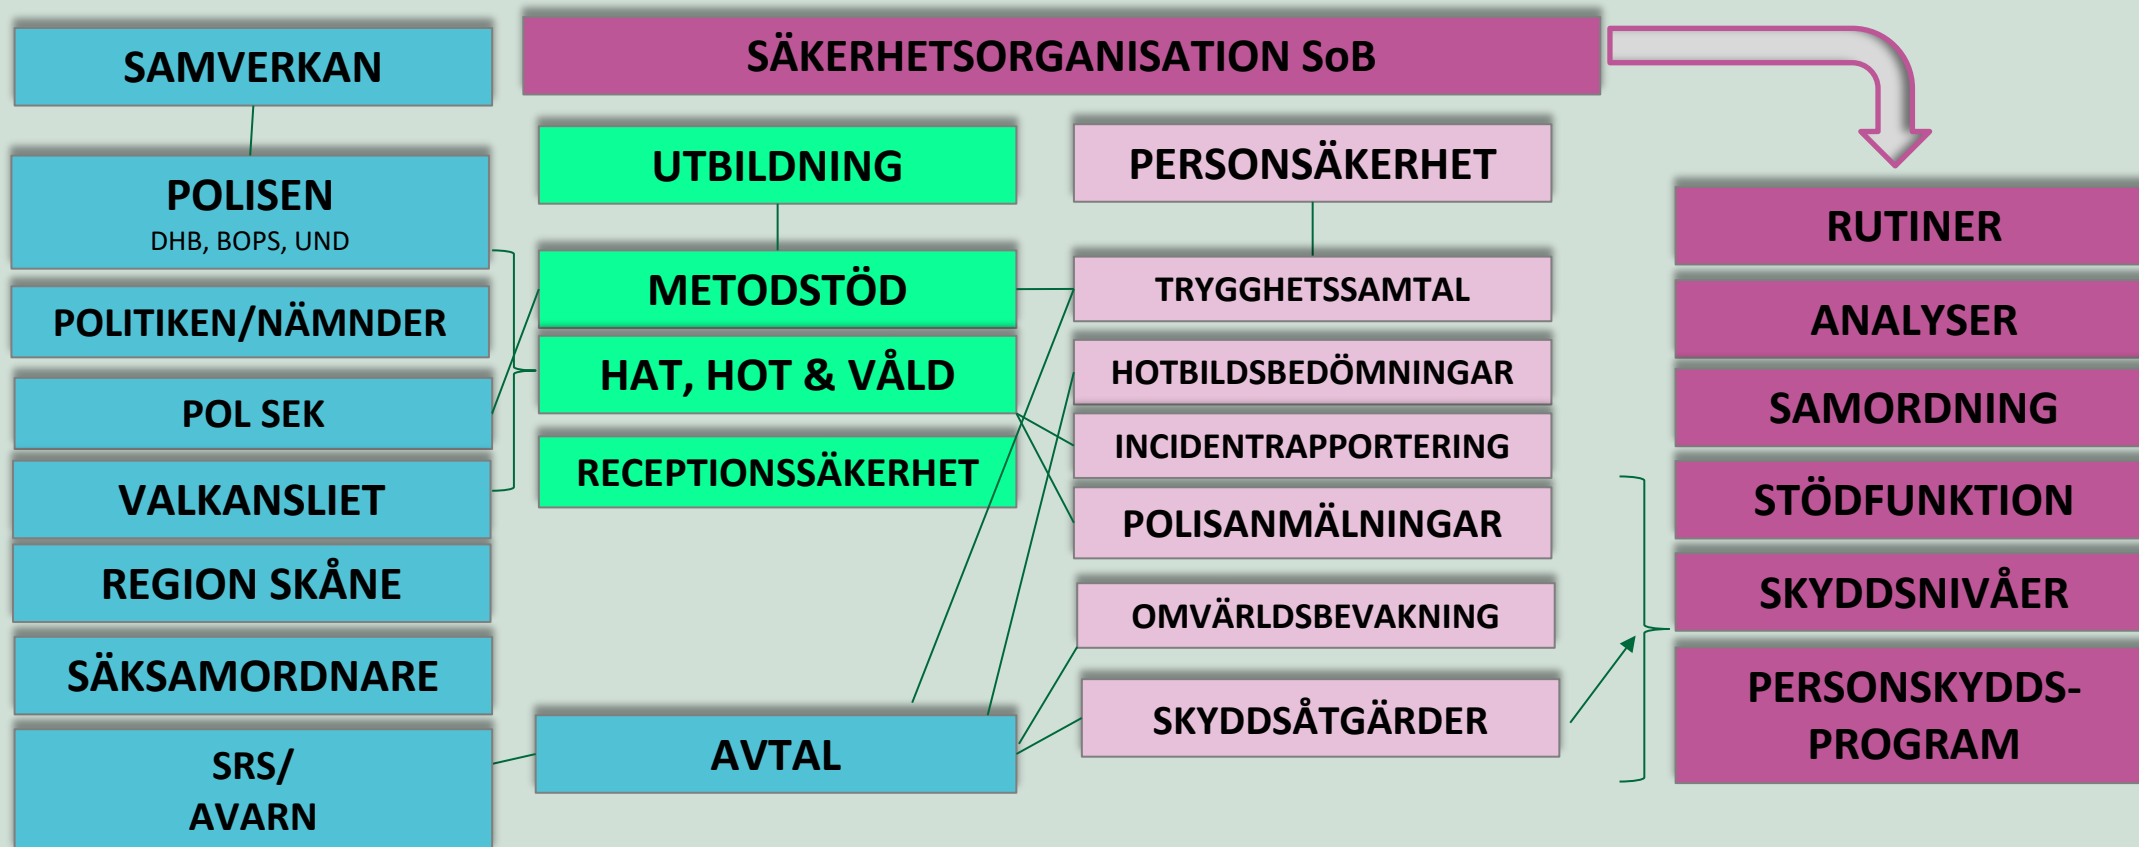 SÄKERHETSORGANISATION SoB
SAMVERKAN
POLISEN
DHB, BOPS, UND
POLITIKEN/NÄMNDER
POL SEK
VALKANSLIET
REGION SKÅNE
SÄKSAMORDNARE
SRS/
AVARN
UTBILDNING
METODSTÖD
HAT, HOT & VÅLD
RECEPTIONSSÄKERHET
AVTAL
PERSONSÄKERHET
TRYGGHETSSAMTAL
HOTBILDSBEDÖMNINGAR
INCIDENTRAPPORTERING
POLISANMÄLNINGAR
OMVÄRLDSBEVAKNING
SKYDDSÅTGÄRDER
RUTINER
ANALYSER
SAMORDNING
STÖDFUNKTION
SKYDDSNIVÅER
PERSONSKYDDS-
PROGRAM